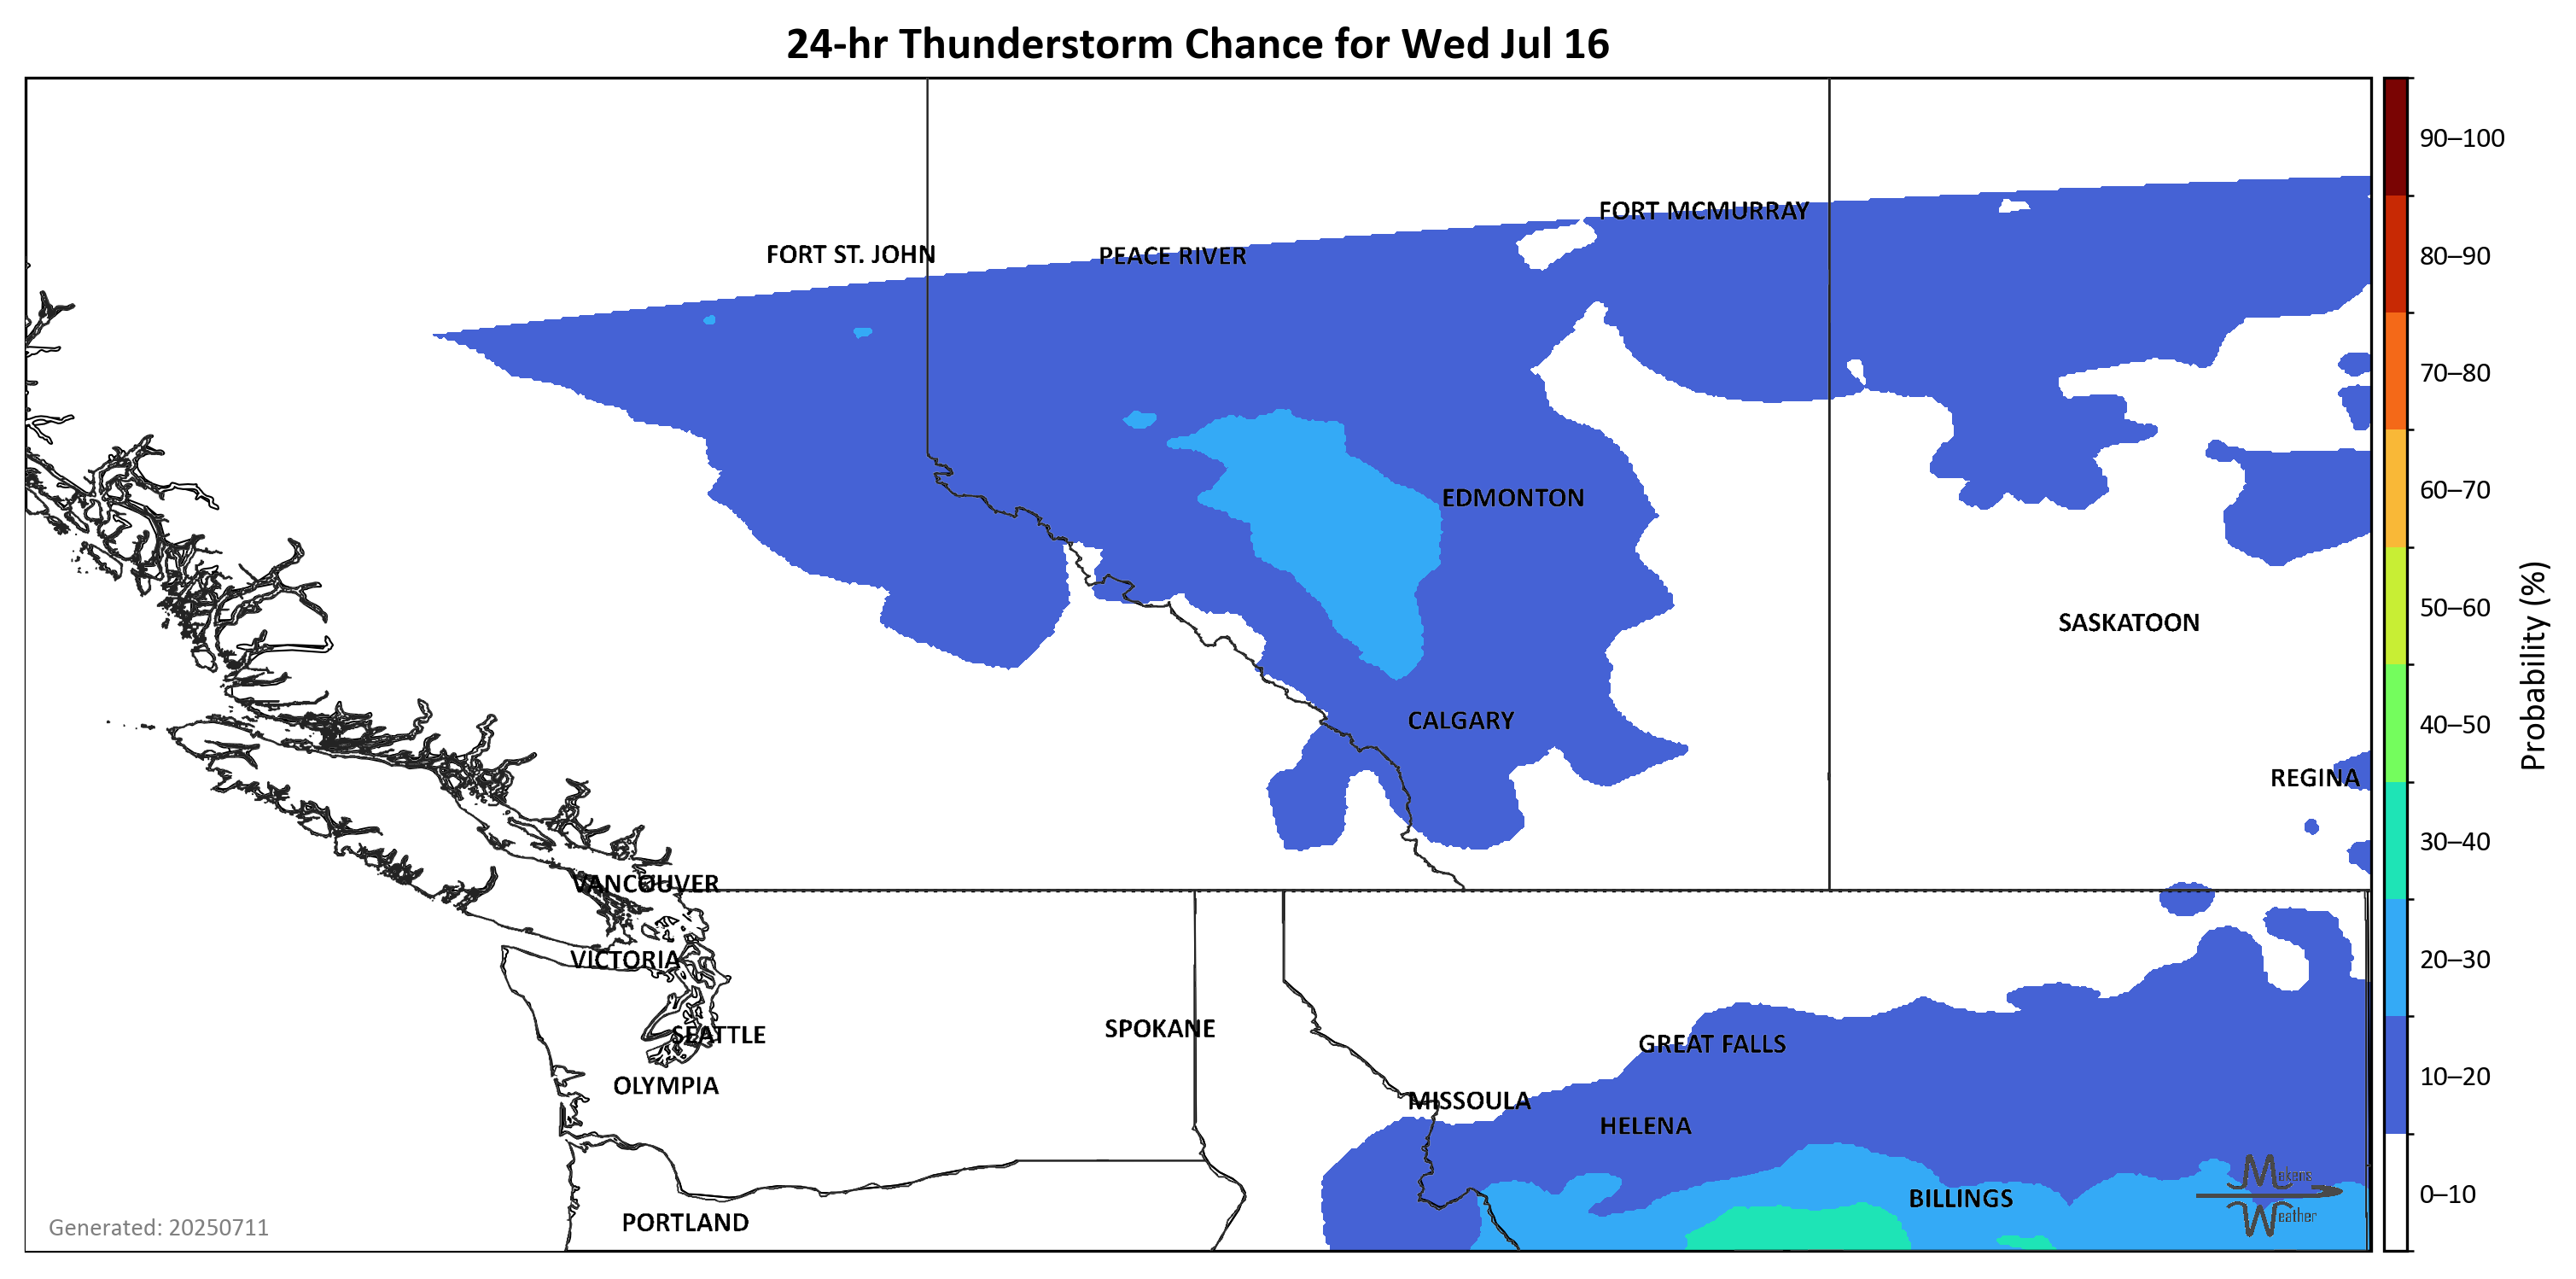 24-hr Thunderstorm Chance for Wed Jul 16
FORT MCMURRAY
FORT ST. JOHN
PEACE RIVER
EDMONTON
SASKATOON
CALGARY
REGINA
VANCOUVER
VICTORIA
SPOKANE
SEATTLE
GREAT FALLS
OLYMPIA
MISSOULA
HELENA
BILLINGS
PORTLAND
Mekens
Weather
Generated: 20250711
90–100
80–90
70–80
60–70
50–60
40–50
30–40
20–30
10–20
0–10
Probability (%)